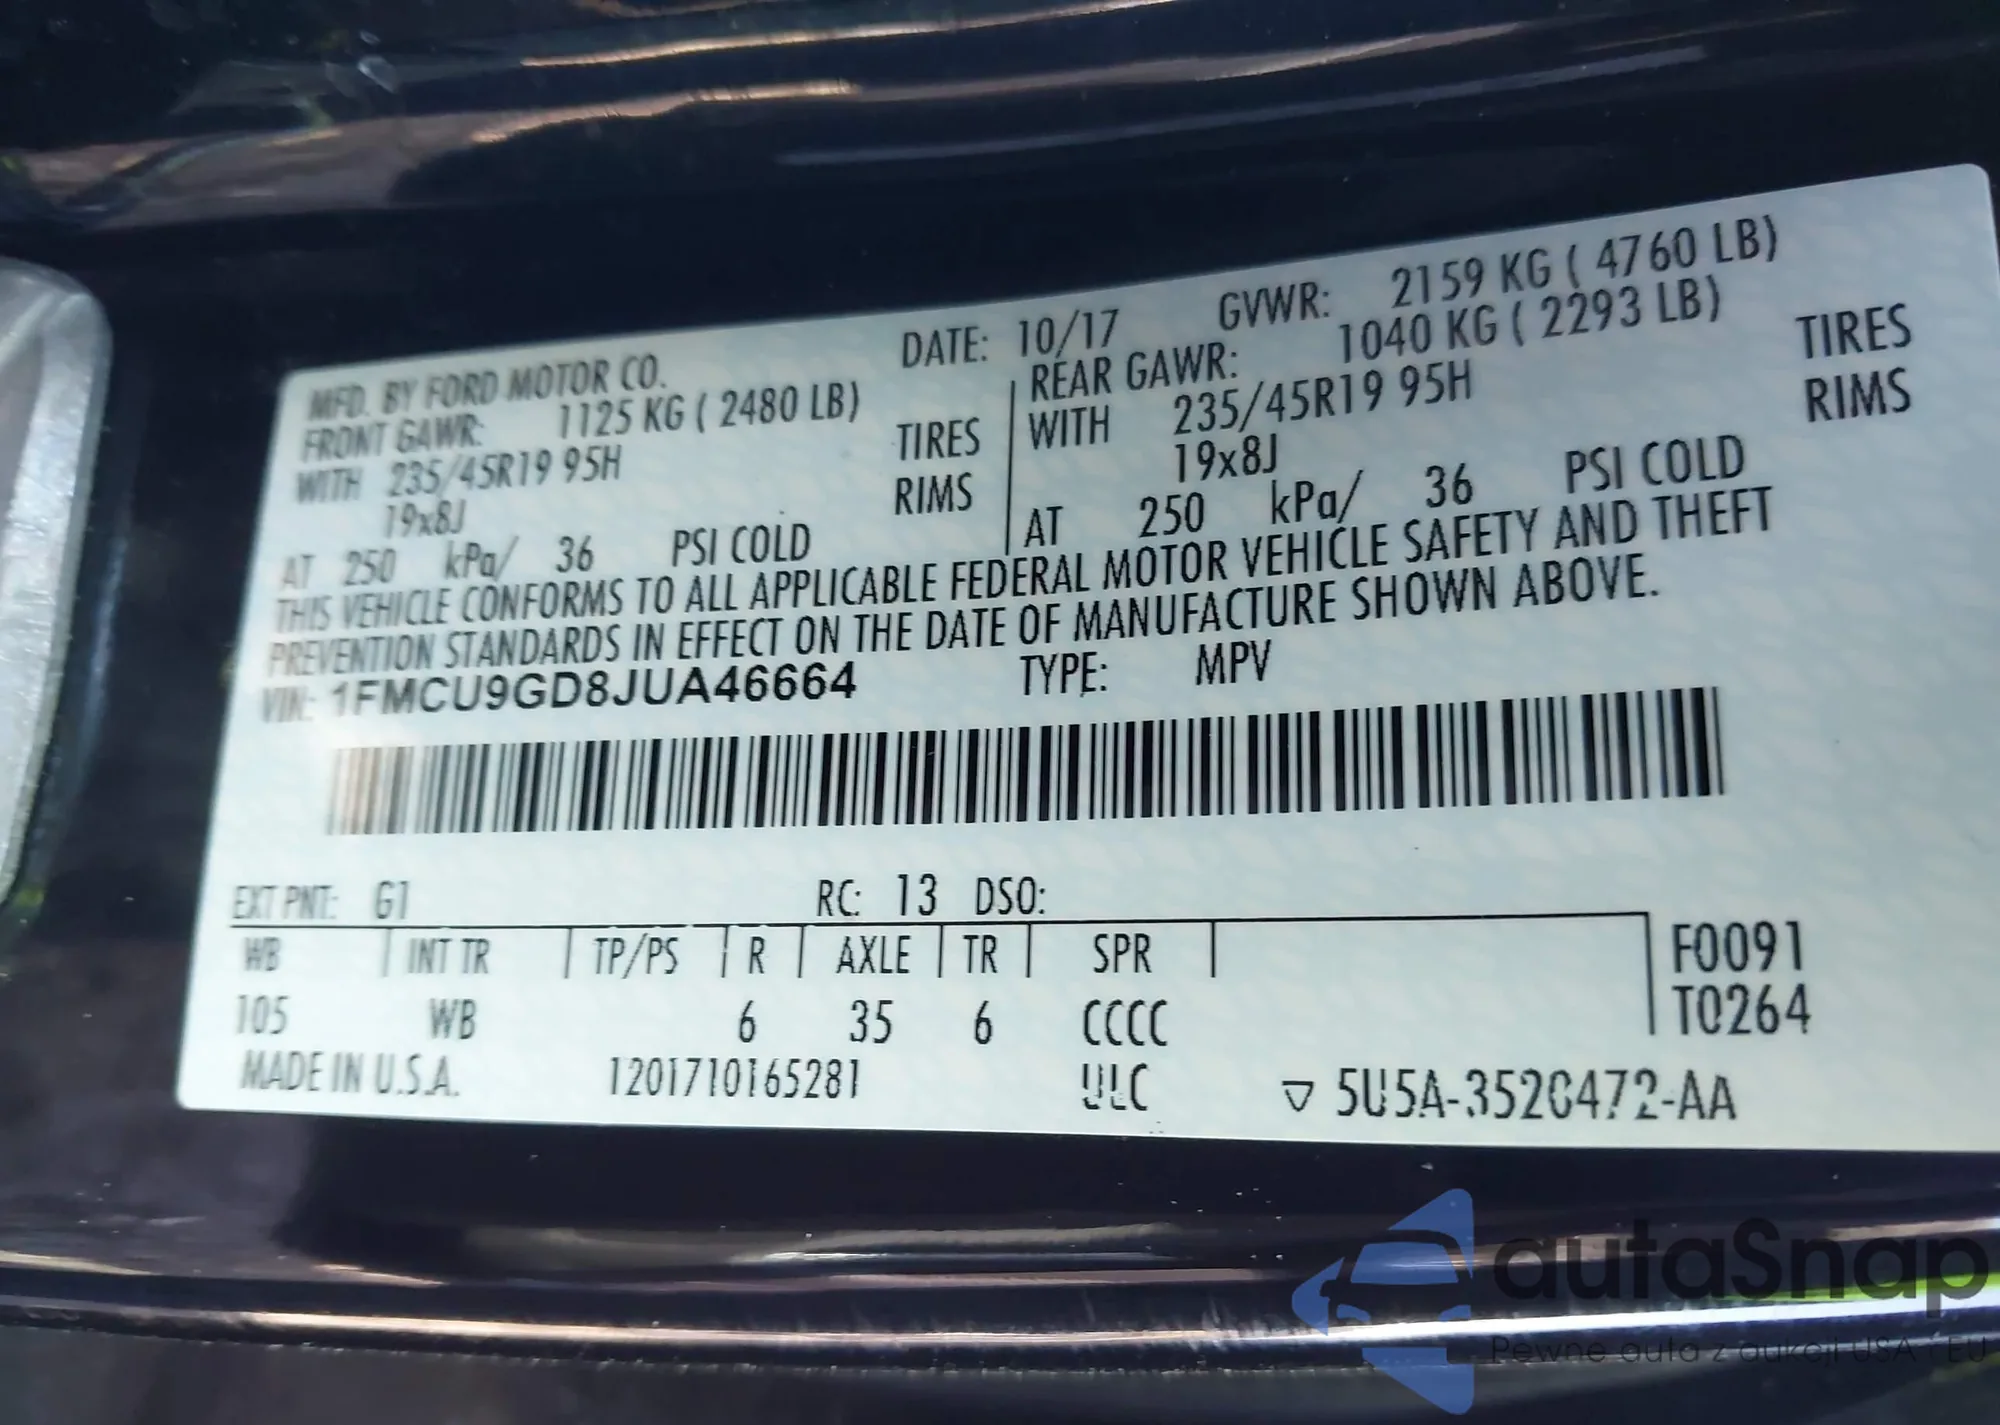 MFD. BY FORD MOTOR CO. DATE: 10/17 GVWR: 2159 KG ( 4760 LB)
FRONT GAWR: 1125 KG ( 2480 LB) REAR GAWR: 1040 KG ( 2293 LB)
WITH 235/45R19 95H TIRES WITH 235/45R19 95H TIRES
19x8J RIMS 19x8J RIMS
AT 250 kPa/ 36 PSI COLD AT 250 kPa/ 36 PSI COLD
THIS VEHICLE CONFORMS TO ALL APPLICABLE FEDERAL MOTOR VEHICLE SAFETY AND THEFT
PREVENTION STANDARDS IN EFFECT ON THE DATE OF MANUFACTURE SHOWN ABOVE.
VIN: 1FMCU9GD8JUA46664 TYPE: MPV
EXT PNT: G1 RC: 13 DSO:
WB INT TR TP/PS R AXLE TR SPR F0091
105 WB 6 35 6 CCCC T0264
MADE IN U.S.A. 1201710165281 ULC ▽ 5U5A-3520472-AA
autaSnap
Pewne auta z aukcji USA i EU